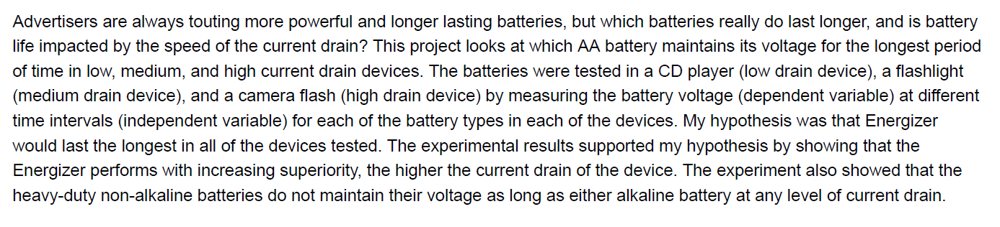 Advertisers are always touting more powerful and longer lasting batteries, but which batteries really do last longer, and is battery
life impacted by the speed of the current drain? This project looks at which AA battery maintains its voltage for the longest period
of time in low, medium, and high current drain devices. The batteries were tested in a CD player (low drain device), a flashlight
(medium drain device), and a camera flash (high drain device) by measuring the battery voltage (dependent variable) at different
time intervals (independent variable) for each of the battery types in each of the devices. My hypothesis was that Energizer
would last the longest in all of the devices tested. The experimental results supported my hypothesis by showing that the
Energizer performs with increasing superiority, the higher the current drain of the device. The experiment also showed that the
heavy-duty non-alkaline batteries do not maintain their voltage as long as either alkaline battery at any level of current drain.